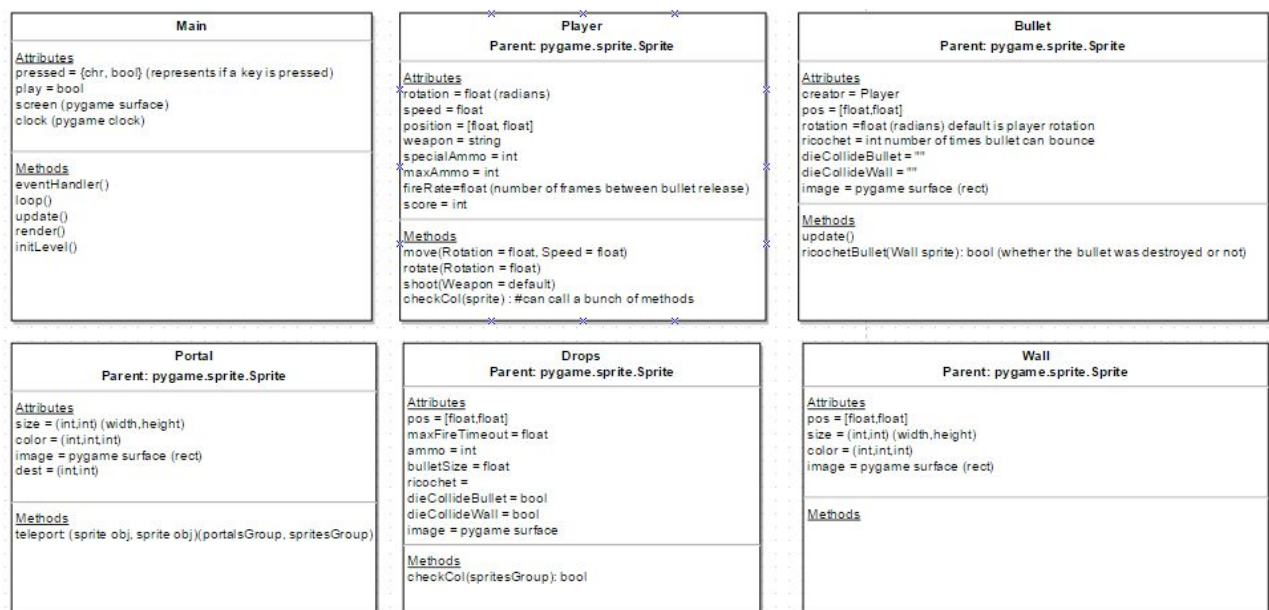 Main
Attributes
pressed = {chr, bool} (represents if a key is pressed)
play = bool
screen (pygame surface)
clock (pygame clock)
Methods
eventHandler()
loop()
update()
render()
initLevel()
Player
Parent: pygame.sprite.Sprite
Attributes
rotation = float (radians)
speed = float
position = [float, float]
weapon = string
specialAmmo = int
maxAmmo = int
fireRate=float (number of frames between bullet release)
score = int
Methods
move(Rotation = float, Speed = float)
rotate(Rotation = float)
shoot(Weapon = default)
checkCol(sprite) : #can call a bunch of methods
Bullet
Parent: pygame.sprite.Sprite
Attributes
creator = Player
pos = [float,float]
rotation =float (radians) default is player rotation
ricochet = int number of times bullet can bounce
dieCollideBullet = ""
dieCollideWall = ""
image = pygame surface (rect)
Methods
update()
ricochetBullet(Wall sprite): bool (whether the bullet was destroyed or not)
Portal
Parent: pygame.sprite.Sprite
Attributes
size = (int,int) (width,height)
color = (int,int,int)
image = pygame surface (rect)
dest = (int,int)
Methods
teleport: (sprite obj, sprite obj)(portalsGroup, spritesGroup)
Drops
Parent: pygame.sprite.Sprite
Attributes
pos = [float,float]
maxFireTimeout = float
ammo = int
bulletSize = float
ricochet =
dieCollideBullet = bool
dieCollideWall = bool
image = pygame surface
Methods
checkCol(spritesGroup): bool
Wall
Parent: pygame.sprite.Sprite
Attributes
pos = [float,float]
size = (int,int) (width,height)
color = (int,int,int)
image = pygame surface (rect)
Methods